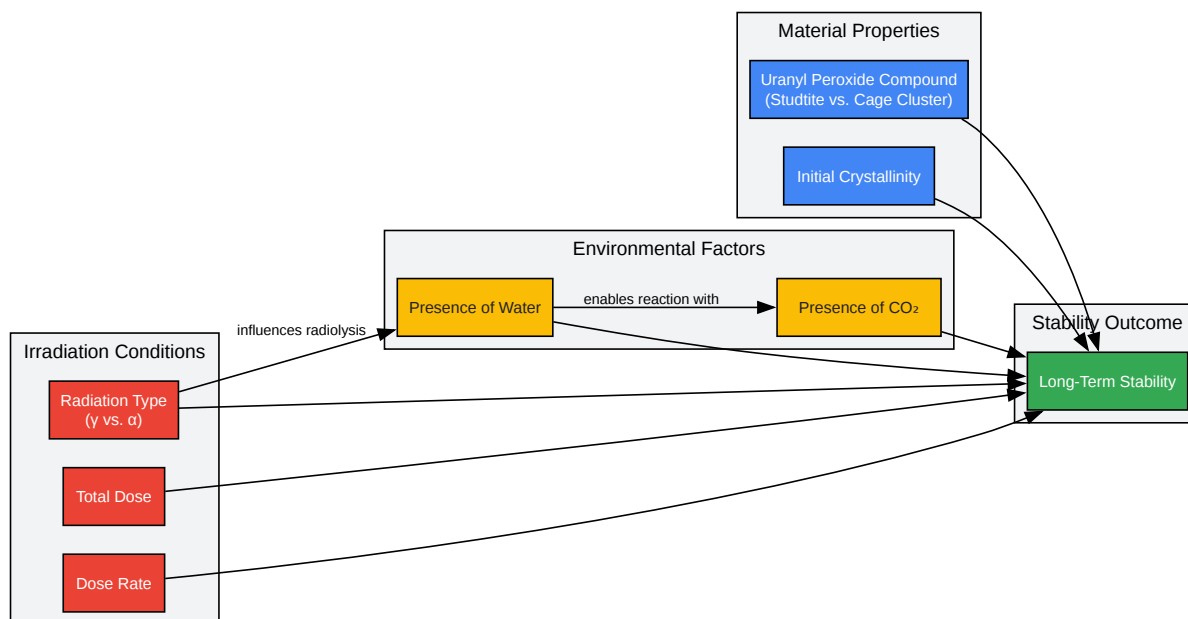 Material Properties
Uranyl Peroxide Compound
(Studtite vs. Cage Cluster)
Initial Crystallinity
Environmental Factors
Presence of Water
enables reaction with
Presence of CO₂
influences radiolysis
Irradiation Conditions
Radiation Type
(γ vs. α)
Total Dose
Dose Rate
Stability Outcome
Long-Term Stability